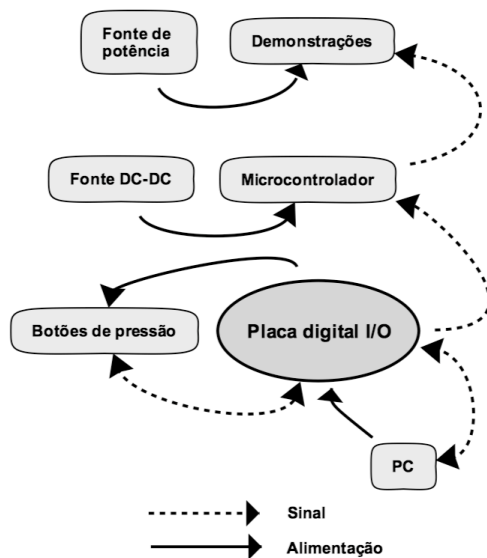 Fonte de
potência
Demonstrações
Fonte DC-DC
Microcontrolador
Botões de pressão
Placa digital I/O
PC
Sinal
Alimentação